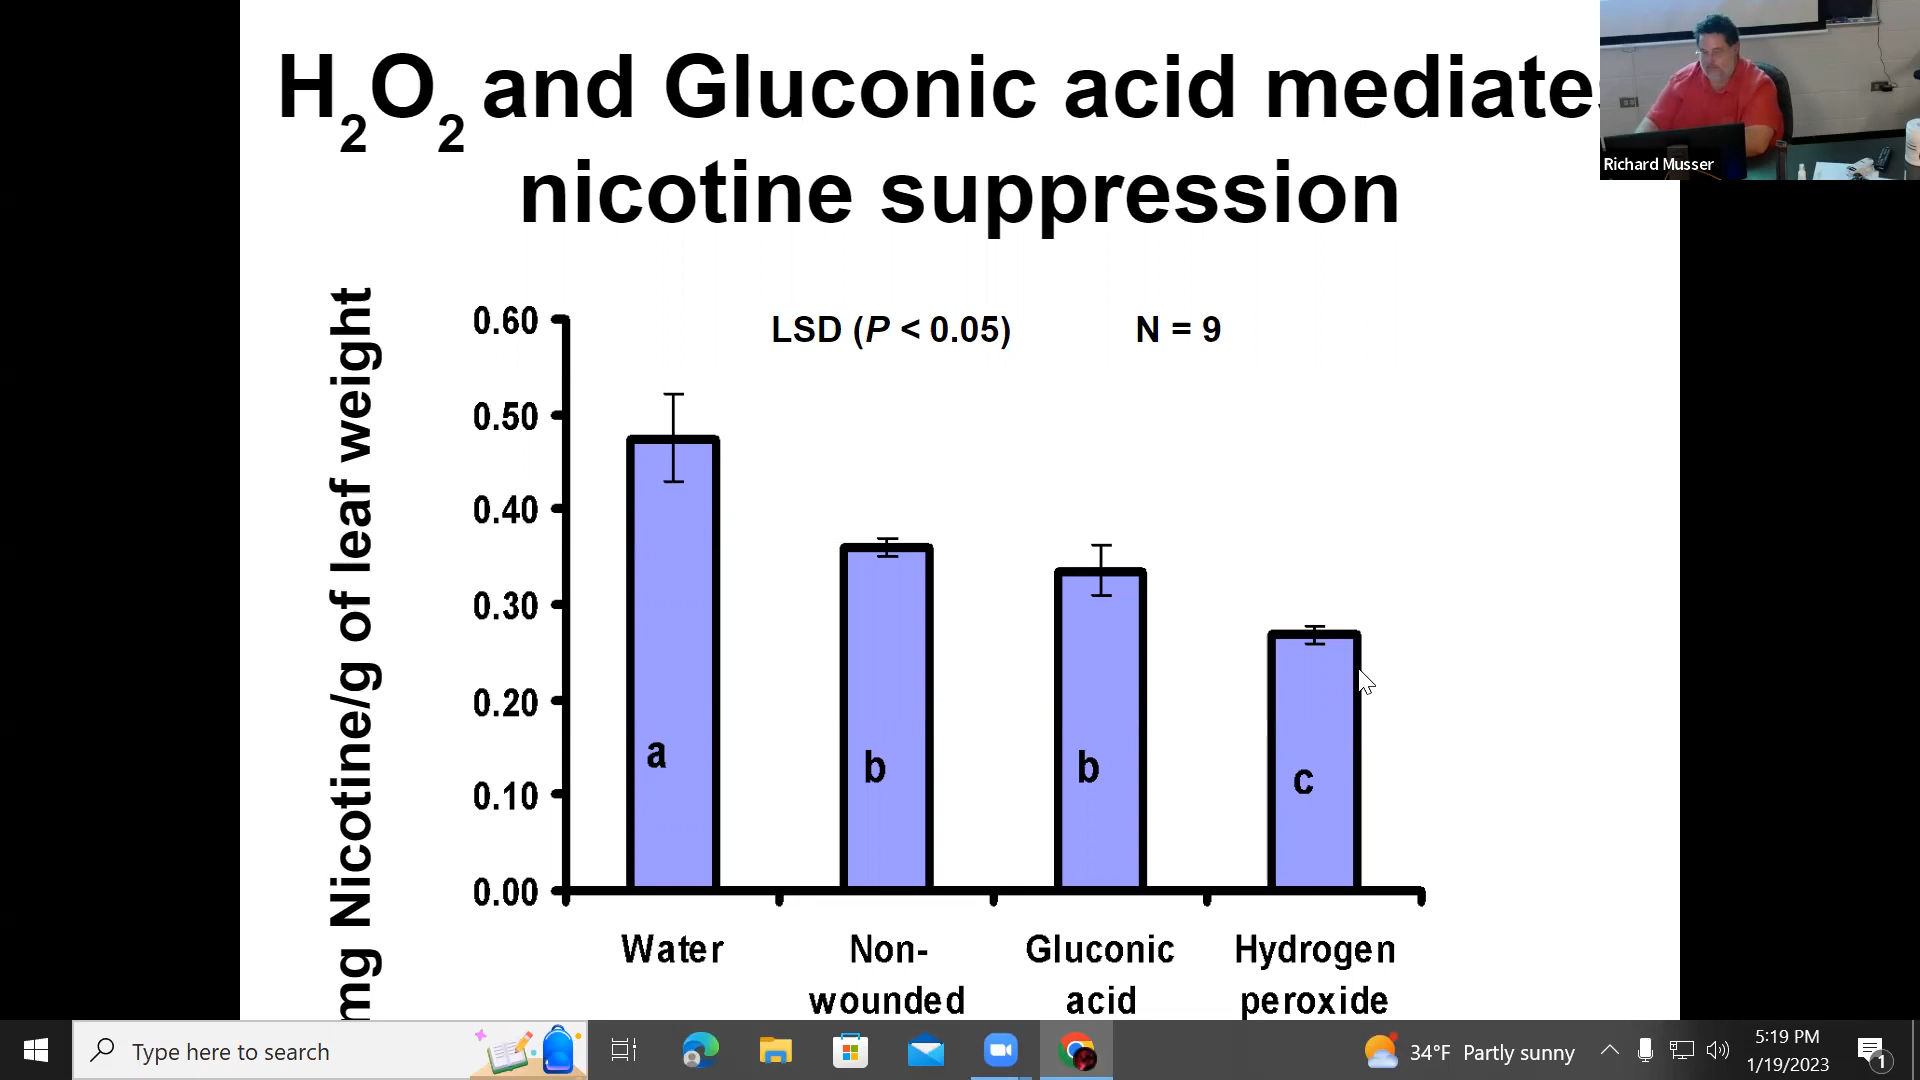 H2O2 and Gluconic acid mediate
nicotine suppression
Richard Musser
mg Nicotine/g of leaf weight
LSD (P < 0.05)
N = 9
0.60
0.50
0.40
0.30
0.20
0.10
0.00
a
b
b
c
Water
Non-
wounded
Gluconic
acid
Hydrogen
peroxide
Type here to search
34°F Partly sunny
5:19 PM
1/19/2023
1